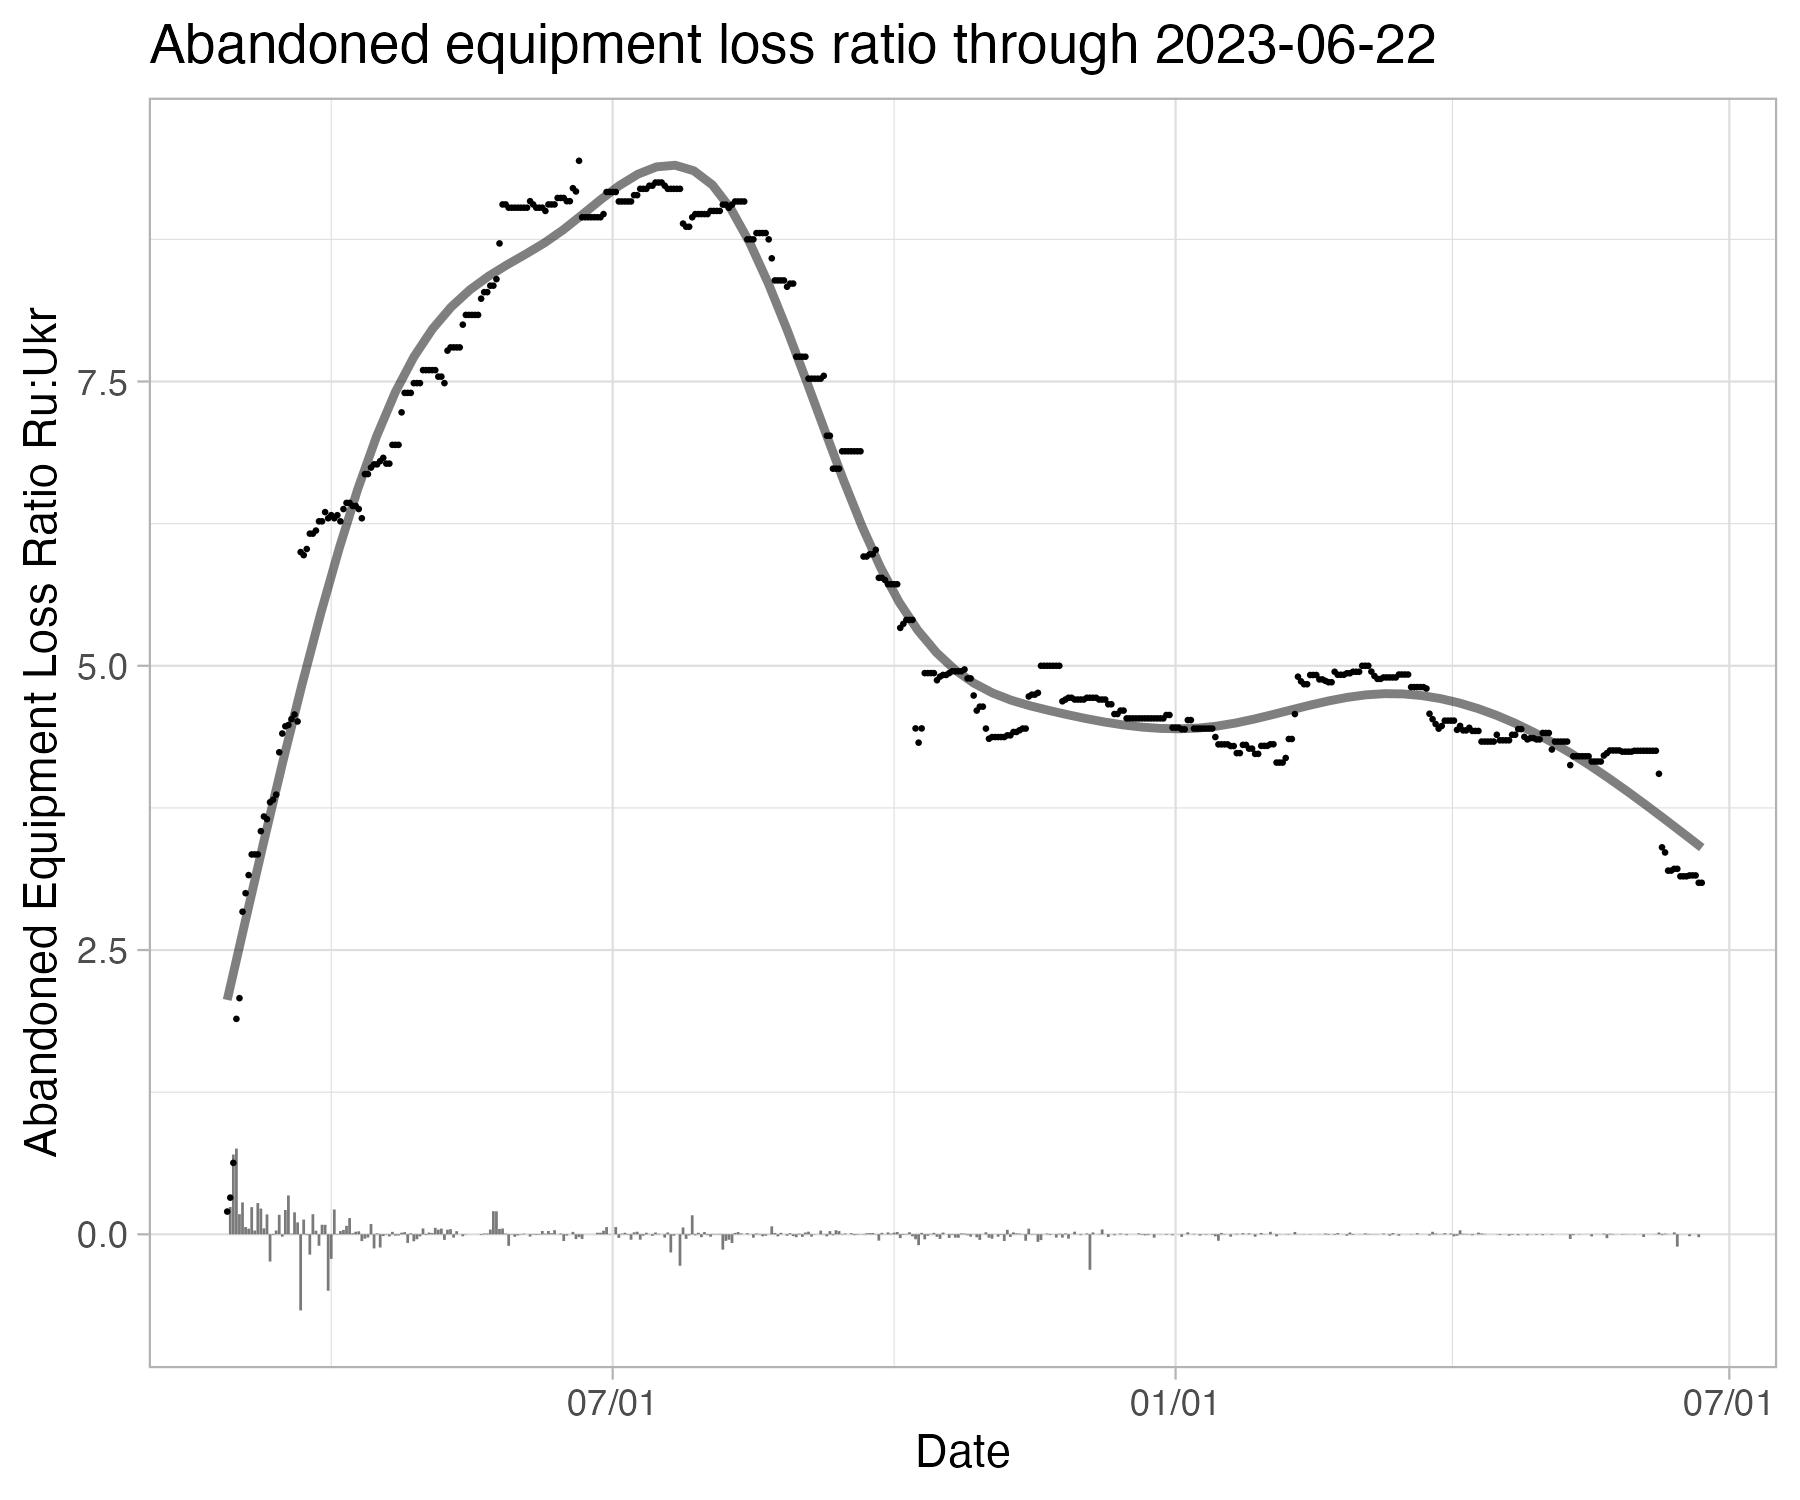 Abandoned equipment loss ratio through 2023-06-22
Abandoned Equipment Loss Ratio Ru:Ukr
7.5
5.0
2.5
0.0
07/01
01/01
07/01
Date